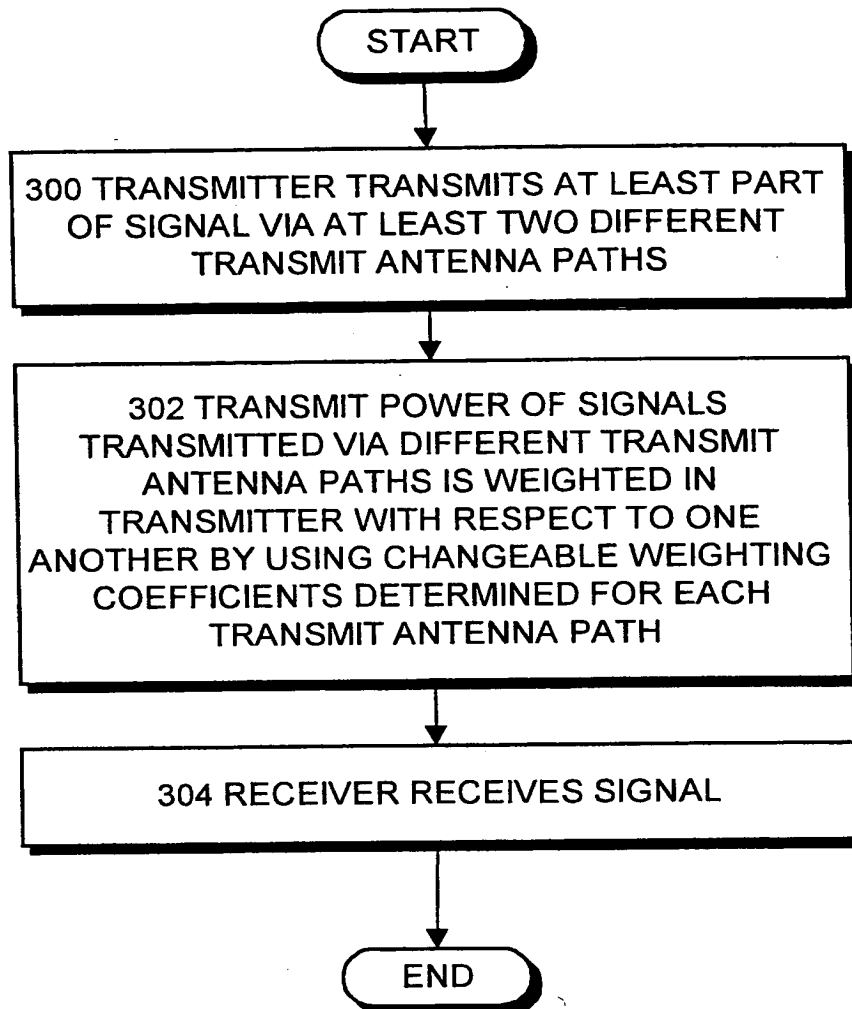 START
300 TRANSMITTER TRANSMITS AT LEAST PART
OF SIGNAL VIA AT LEAST TWO DIFFERENT
TRANSMIT ANTENNA PATHS
302 TRANSMIT POWER OF SIGNALS
TRANSMITTED VIA DIFFERENT TRANSMIT
ANTENNA PATHS IS WEIGHTED IN
TRANSMITTER WITH RESPECT TO ONE
ANOTHER BY USING CHANGEABLE WEIGHTING
COEFFICIENTS DETERMINED FOR EACH
TRANSMIT ANTENNA PATH
304 RECEIVER RECEIVES SIGNAL
END